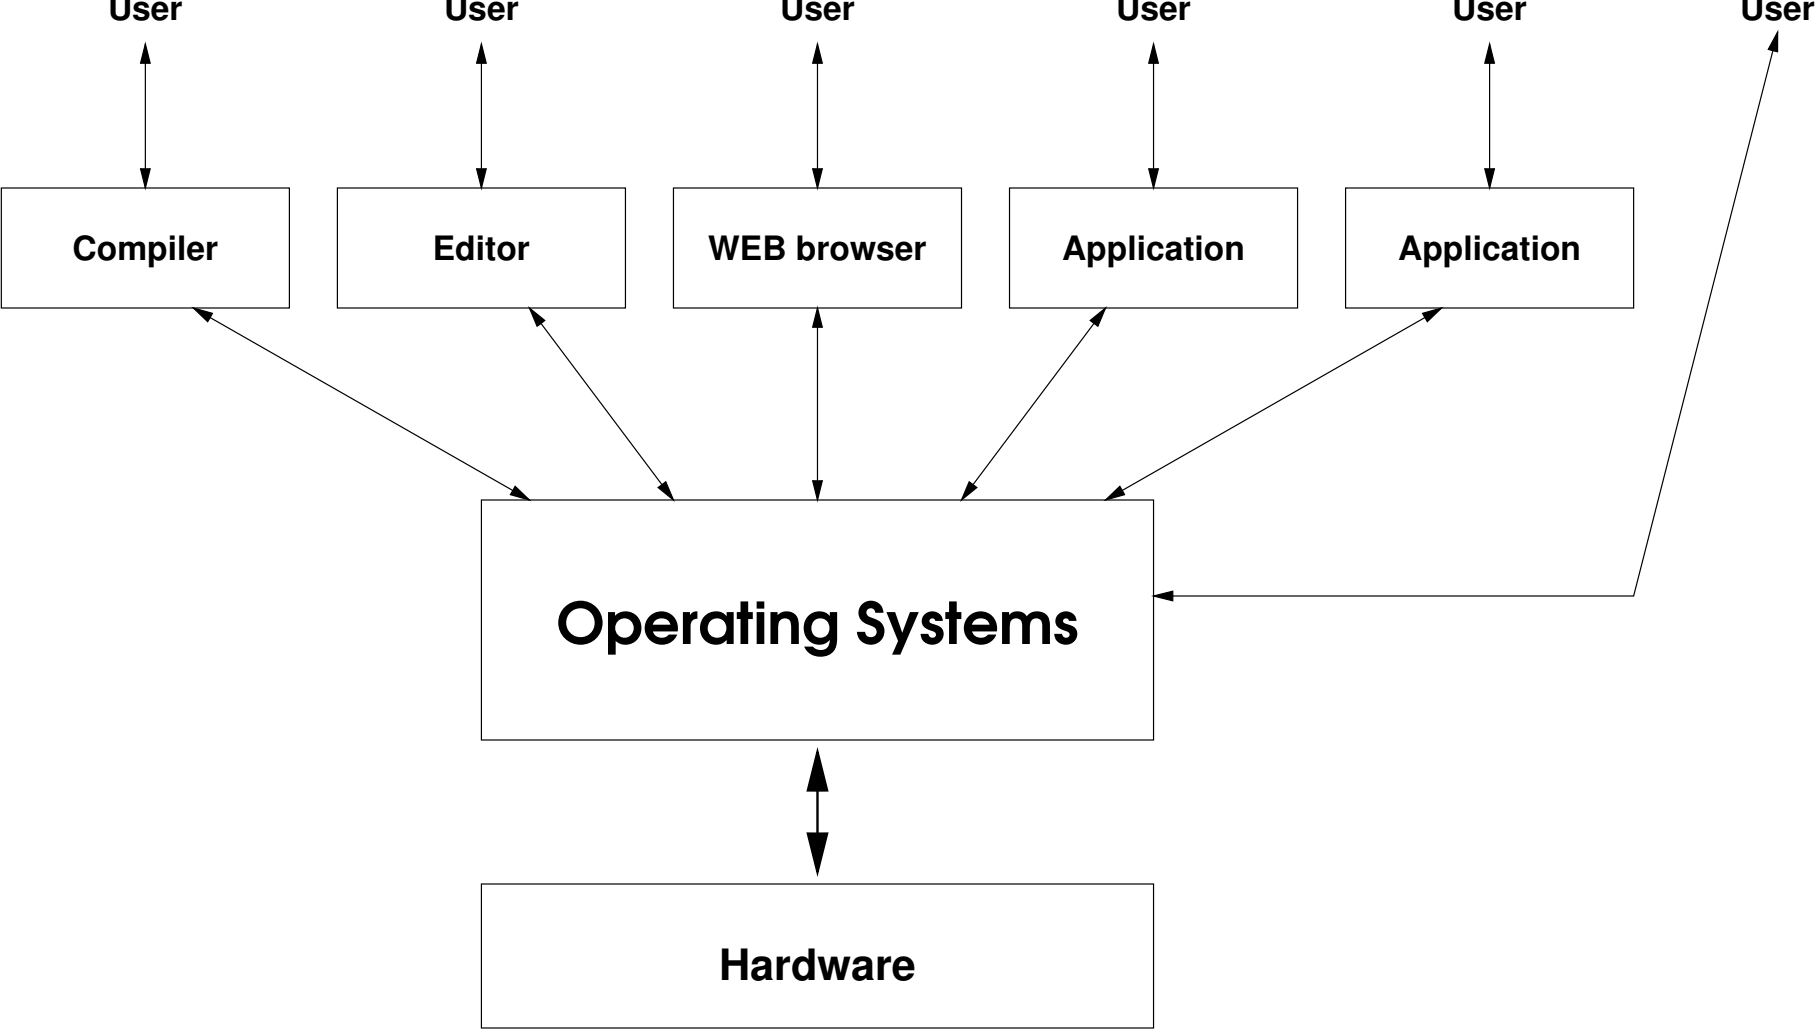 User User User User User User
Compiler Editor WEB browser Application Application
Operating Systems
Hardware